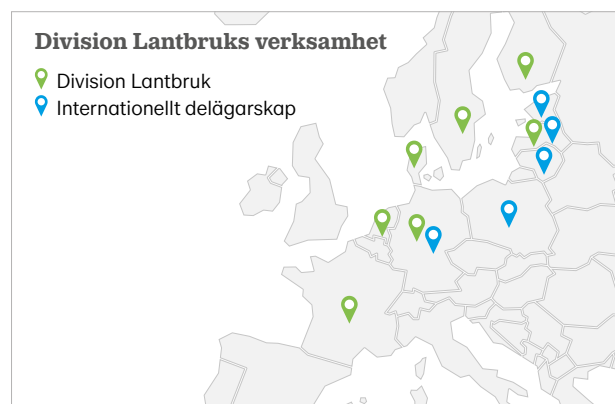 Division Lantbruks verksamhet
Division Lantbruk
Internationellt delägarskap